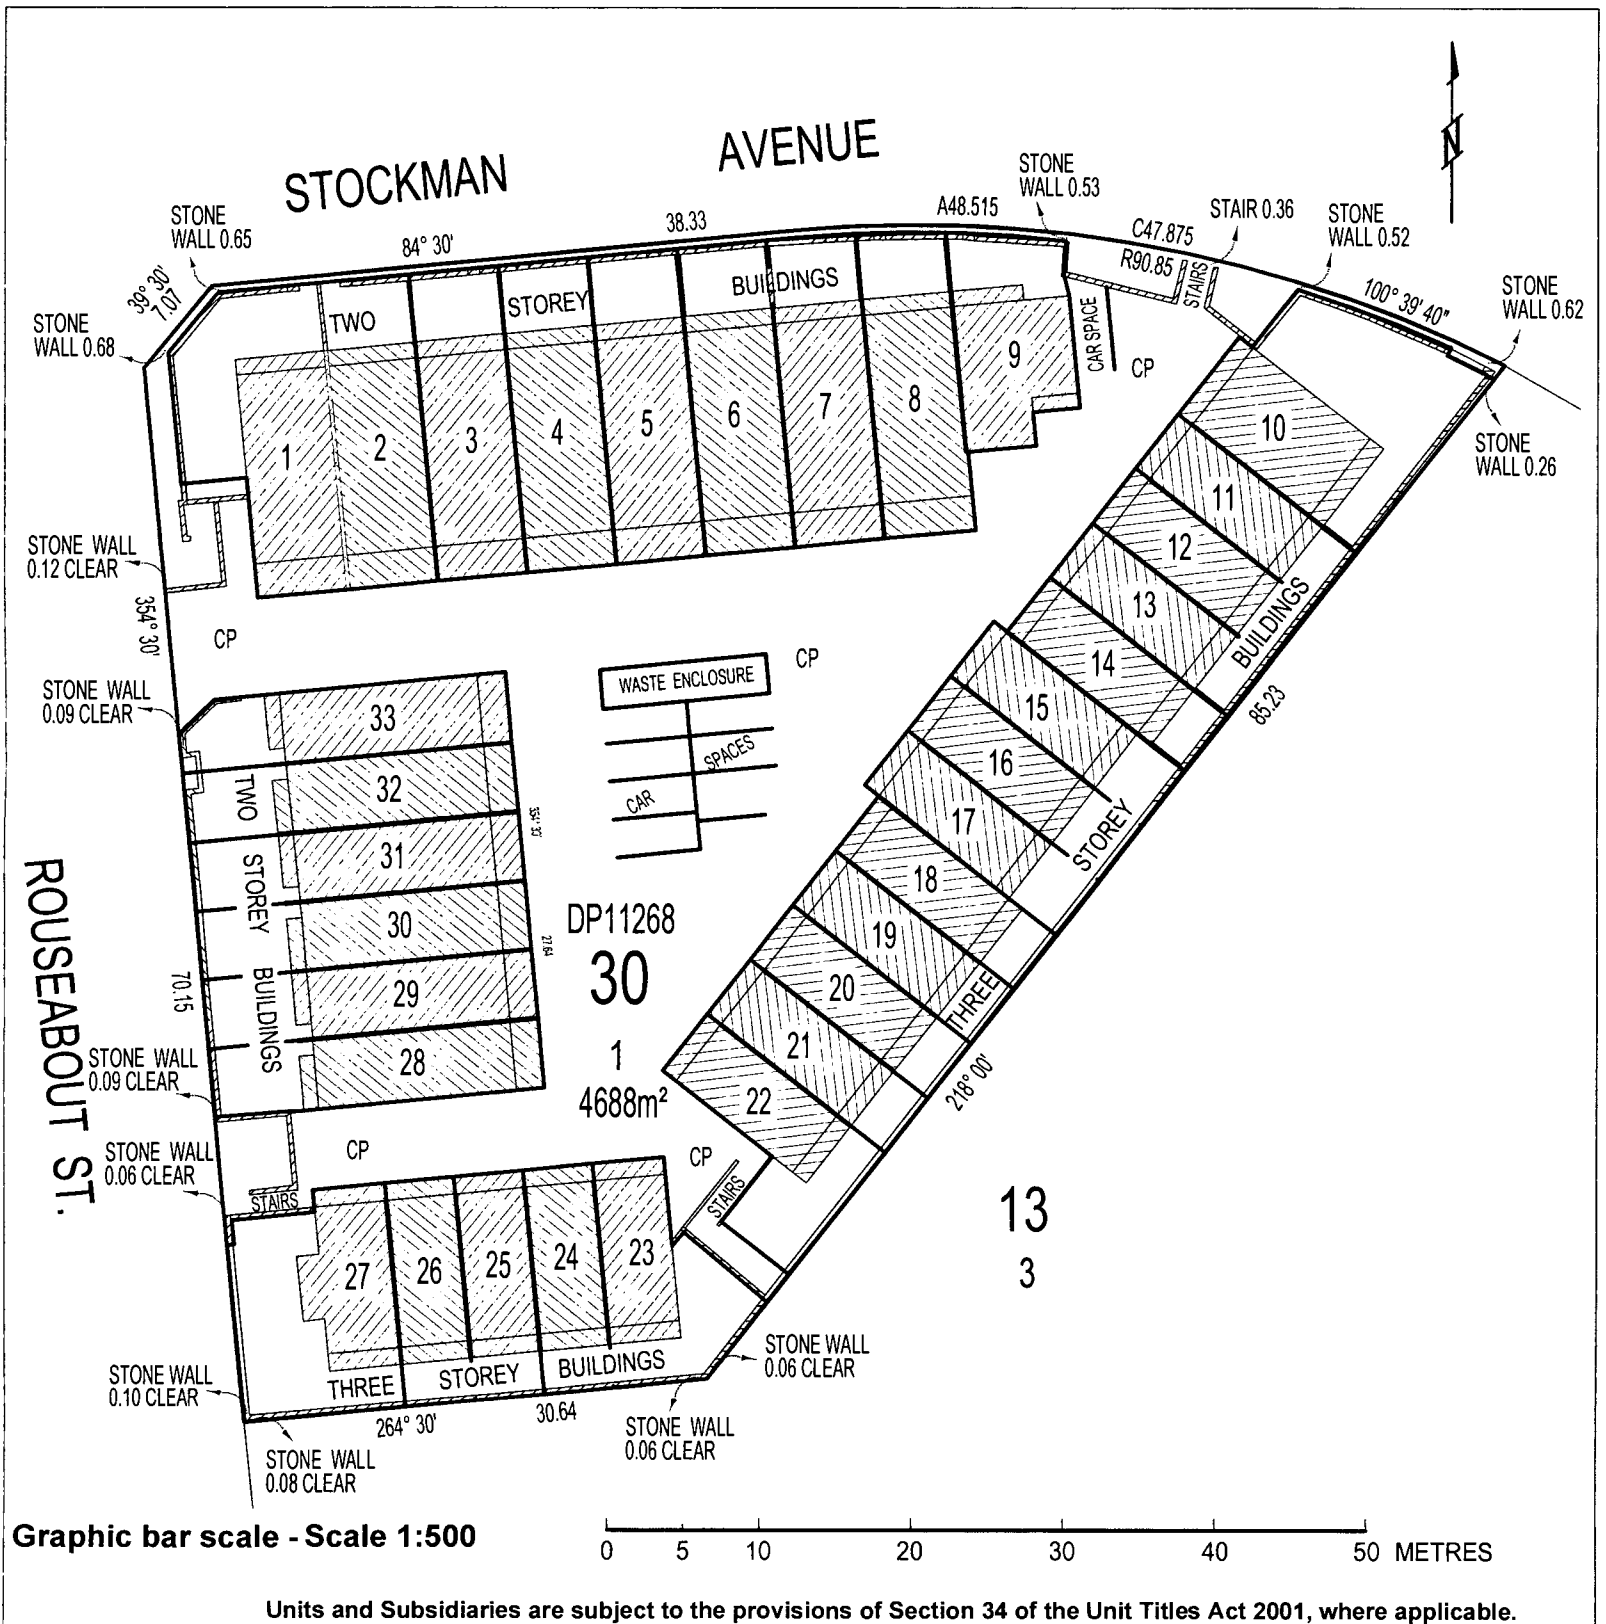 STOCKMAN AVENUE
STONE
WALL 0.53
A48.515
C47.875
R90.85
STAIR 0.36
STONE
WALL 0.52
STONE
WALL 0.65
84° 30'
38.33
39° 30'
7.07
STONE
WALL 0.68
STAIRS
100° 39' 40"
STONE
WALL 0.62
N
TWO STOREY BUILDINGS
CAR SPACE
CP
1
2
3
4
5
6
7
8
9
10
STONE
WALL 0.26
11
12
13
14
STONE WALL
0.12 CLEAR
354° 30'
CP
CP
WASTE ENCLOSURE
CAR SPACES
STONE WALL
0.09 CLEAR
33
32
31
30
29
28
TWO STOREY BUILDINGS
354° 30'
27.64
15
16
17
18
19
20
21
22
THREE STOREY BUILDINGS
85.23
218° 00'
ROUSEABOUT ST.
70.15
DP11268
30
1
4688m²
STONE WALL
0.09 CLEAR
STONE WALL
0.06 CLEAR
CP
CP
STAIRS
STAIRS
27
26
25
24
23
13
3
THREE STOREY BUILDINGS
STONE WALL
0.10 CLEAR
264° 30'
30.64
STONE WALL
0.06 CLEAR
STONE WALL
0.06 CLEAR
STONE WALL
0.08 CLEAR
Graphic bar scale - Scale 1:500
0 5 10 20 30 40 50 METRES
Units and Subsidiaries are subject to the provisions of Section 34 of the Unit Titles Act 2001, where applicable.